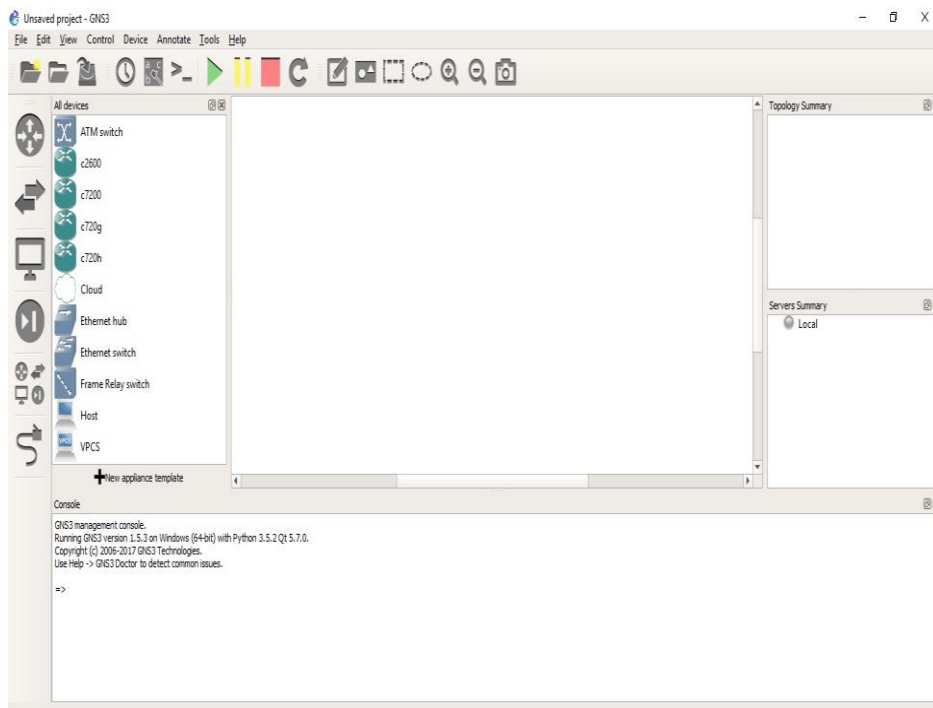 Unsaved project - GNS3
File Edit View Control Device Annotate Tools Help
All devices
ATM switch
c2600
c7200
c720g
c720h
Cloud
Ethernet hub
Ethernet switch
Frame Relay switch
Host
VPCS
New appliance template
Topology Summary
Servers Summary
Local
Console
GNS3 management console.
Running GNS3 version 1.5.3 on Windows (64-bit) with Python 3.5.2 Qt 5.7.0.
Copyright (c) 2006-2017 GNS3 Technologies.
Use Help -> GNS3 Doctor to detect common issues.
=>